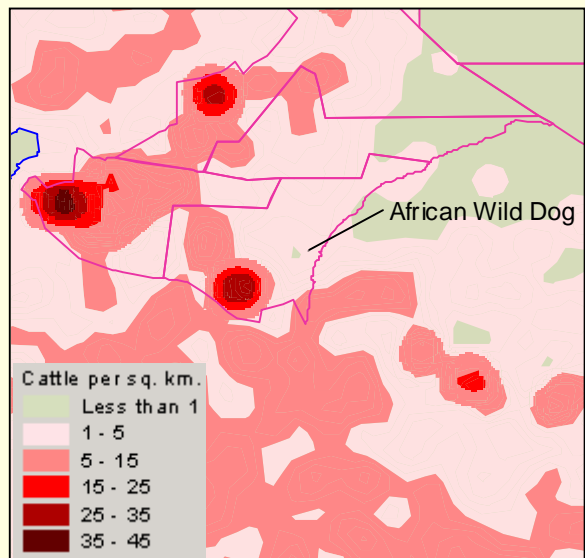 African Wild Dog
Cattle per sq. km.
Less than 1
1 - 5
5 - 15
15 - 25
25 - 35
35 - 45